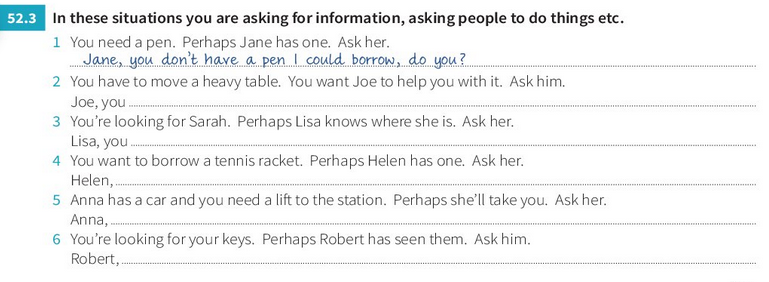 52.3 In these situations you are asking for information, asking people to do things etc.
1 You need a pen. Perhaps Jane has one. Ask her.
Jane, you don't have a pen I could borrow, do you?
2 You have to move a heavy table. You want Joe to help you with it. Ask him.
Joe, you
3 You're looking for Sarah. Perhaps Lisa knows where she is. Ask her.
Lisa, you
4 You want to borrow a tennis racket. Perhaps Helen has one. Ask her.
Helen,
5 Anna has a car and you need a lift to the station. Perhaps she'll take you. Ask her.
Anna,
6 You're looking for your keys. Perhaps Robert has seen them. Ask him.
Robert,